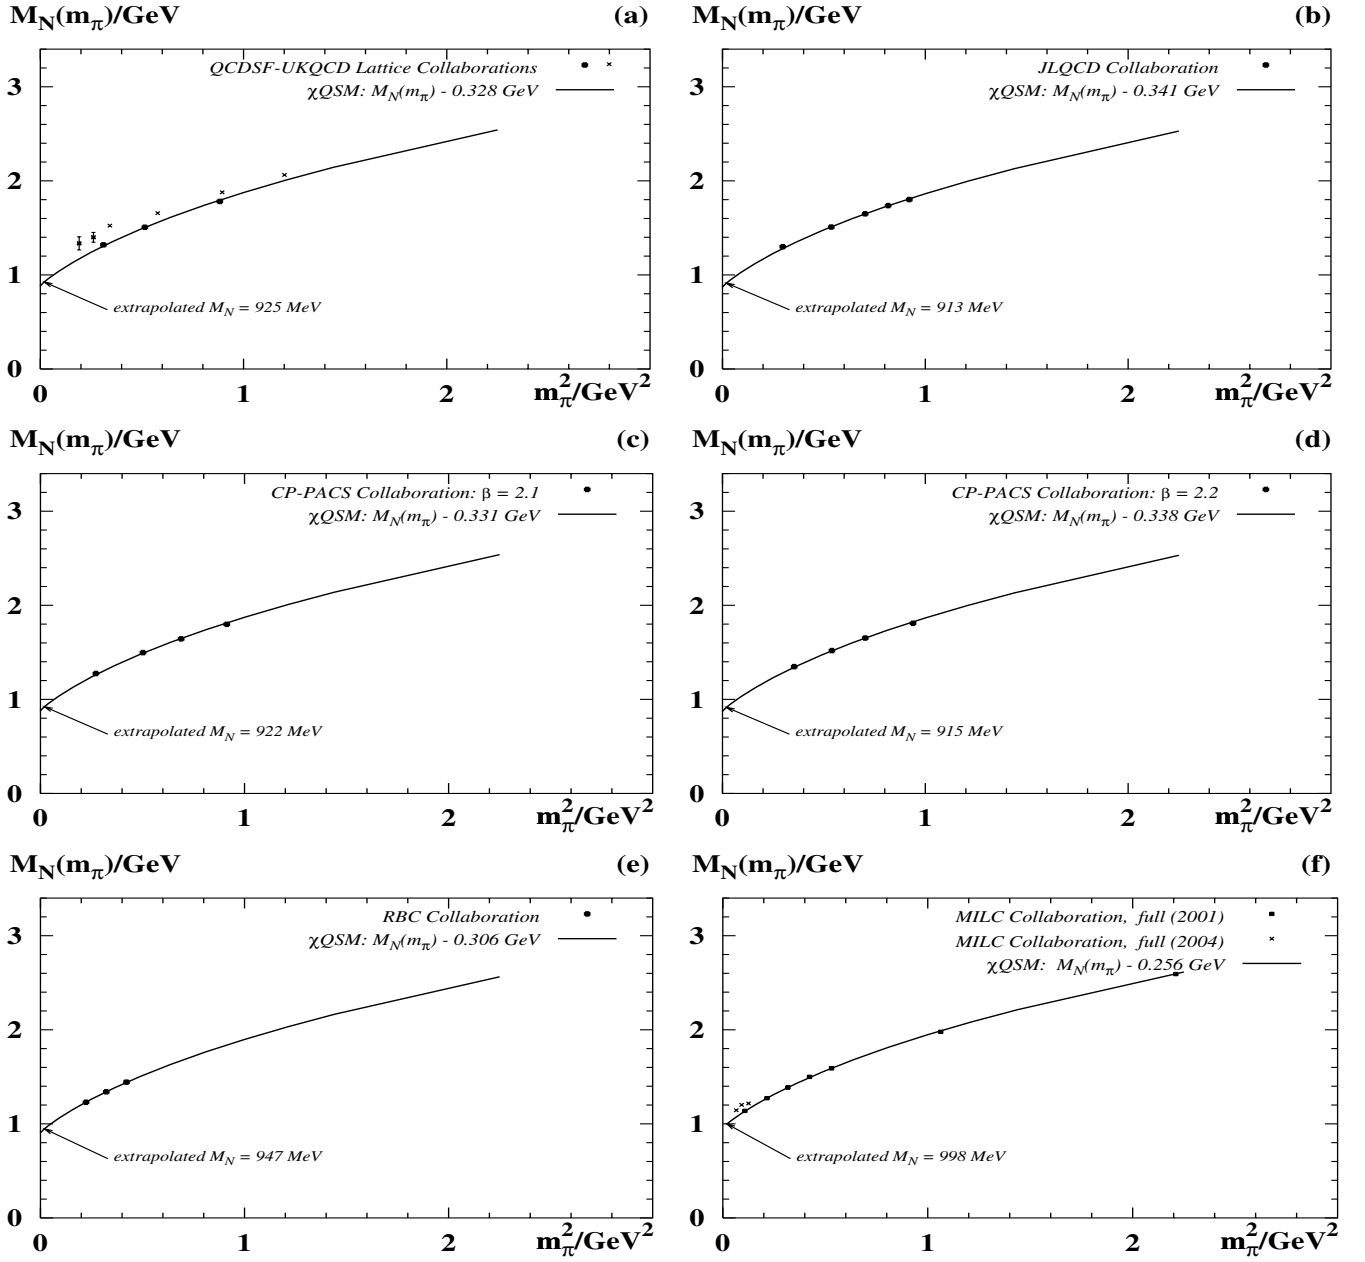 M_N(m_π)/GeV (a)
QCDSF-UKQCD Lattice Collaborations
χQSM: M_N(m_π) - 0.328 GeV
3
2
1
extrapolated M_N = 925 MeV
0
0 1 2 m_π^2/GeV^2
M_N(m_π)/GeV (b)
JLQCD Collaboration
χQSM: M_N(m_π) - 0.341 GeV
3
2
1
extrapolated M_N = 913 MeV
0
0 1 2 m_π^2/GeV^2
M_N(m_π)/GeV (c)
CP-PACS Collaboration: β = 2.1
χQSM: M_N(m_π) - 0.331 GeV
3
2
1
extrapolated M_N = 922 MeV
0
0 1 2 m_π^2/GeV^2
M_N(m_π)/GeV (d)
CP-PACS Collaboration: β = 2.2
χQSM: M_N(m_π) - 0.338 GeV
3
2
1
extrapolated M_N = 915 MeV
0
0 1 2 m_π^2/GeV^2
M_N(m_π)/GeV (e)
RBC Collaboration
χQSM: M_N(m_π) - 0.306 GeV
3
2
1
extrapolated M_N = 947 MeV
0
0 1 2 m_π^2/GeV^2
M_N(m_π)/GeV (f)
MILC Collaboration, full (2001)
MILC Collaboration, full (2004)
χQSM: M_N(m_π) - 0.256 GeV
3
2
1
extrapolated M_N = 998 MeV
0
0 1 2 m_π^2/GeV^2